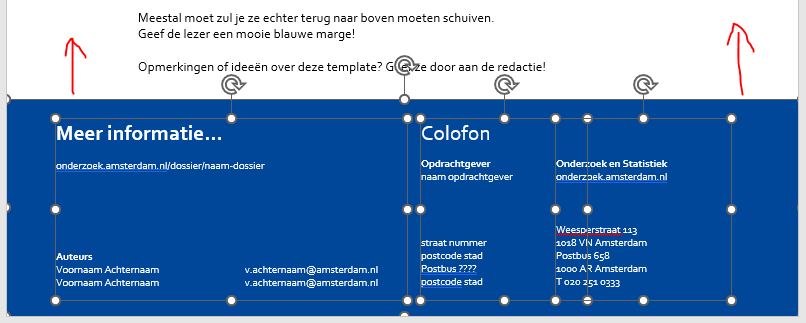 Meestal moet zul je ze echter terug naar boven moeten schuiven.
Geef de lezer een mooie blauwe marge!
Opmerkingen of ideeën over deze template? ze door aan de redactie!
Meer informatie...
onderzoek.amsterdam.nl/dossier/naam-dossier
Auteurs
Voornaam Achternaam v.achternaam@amsterdam.nl
Voornaam Achternaam v.achternaam@amsterdam.nl
Colofon
Opdrachtgever
naam opdrachtgever
straat nummer
postcode stad
Postbus ????
postcode stad
Onderzoek en Statistiek
onderzoek.amsterdam.nl
Weesperstraat 113
1018 VN Amsterdam
Postbus 658
1000 AR Amsterdam
T 020 251 0333